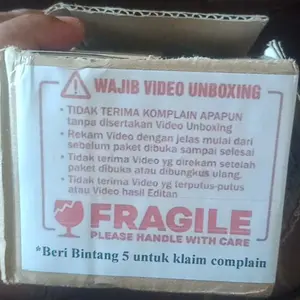 WAJIB VIDEO UNBOXING
• TIDAK TERIMA KOMPLAIN APAPUN
tanpa disertakan Video Unboxing
• Rekam Video dengan jelas mulai dari
sebelum paket dibuka sampai selesai
• Tidak terima Video yg direkam setelah
paket dibuka atau dibungkus ulang.
• Tidak terima Video yg terputus-putus
atau Video hasil Editan
FRAGILE
PLEASE HANDLE WITH CARE
*Beri Bintang 5 untuk klaim complain